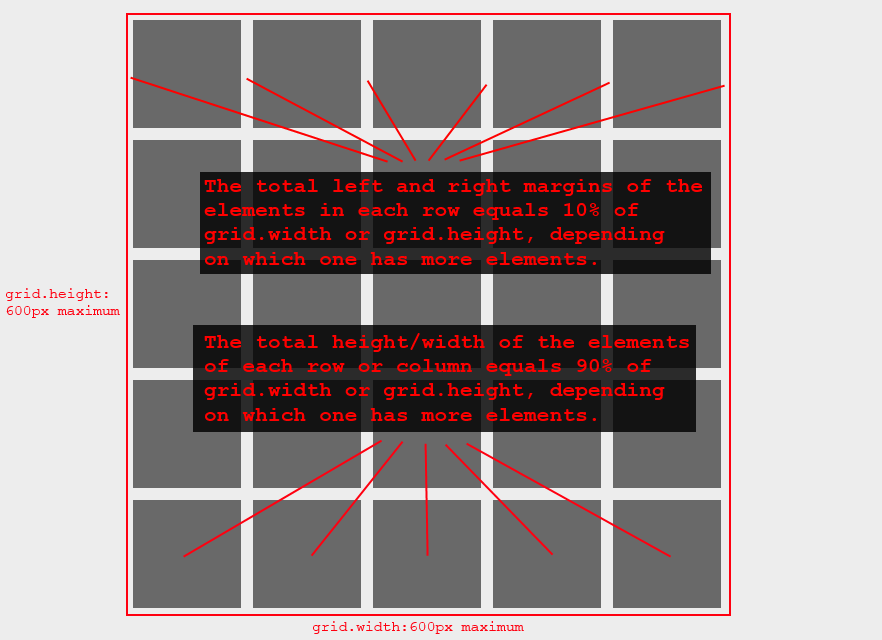 The total left and right margins of the
elements in each row equals 10% of
grid.width or grid.height, depending
on which one has more elements.
grid.height:
600px maximum
The total height/width of the elements
of each row or column equals 90% of
grid.width or grid.height, depending
on which one has more elements.
grid.width:600px maximum